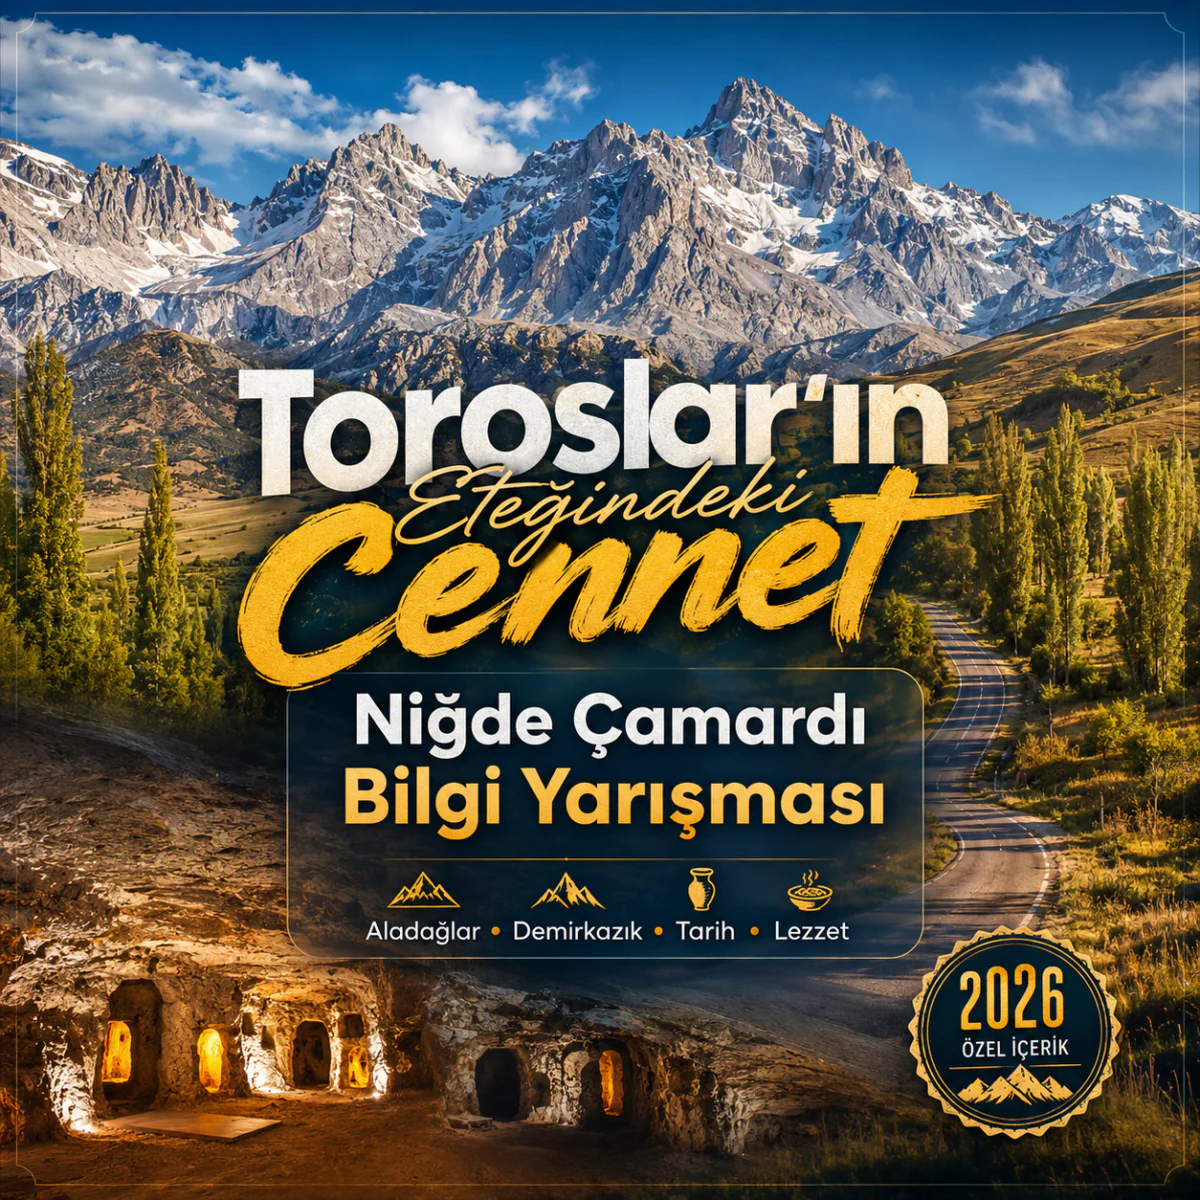 Toroslar'ın
Eteğindeki
Cennet
Niğde Çamardı
Bilgi Yarışması
Aladağlar • Demirkazık • Tarih • Lezzet
2026
ÖZEL İÇERİK